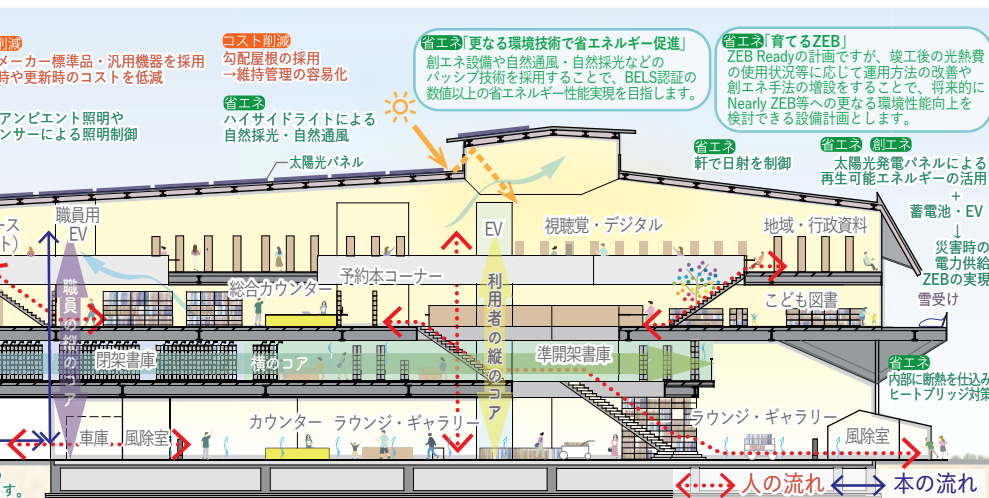 削減
メーカー標準品・汎用機器を採用
時や更新時のコストを低減
コスト削減
勾配屋根の採用
→維持管理の容易化
アンビエント照明や
ンサーによる照明制御
省エネ
ハイサイドライトによる
自然採光・自然通風
太陽光パネル
省エネ「更なる環境技術で省エネルギー促進」
創エネ設備や自然通風・自然採光などの
パッシブ技術を採用することで、BELS認証の
数値以上の省エネルギー性能実現を目指します。
省エネ「育てるZEB」
ZEB Readyの計画ですが、竣工後の光熱費
の使用状況等に応じて運用方法の改善や
創エネ手法の増設をすることで、将来的に
Nearly ZEB等への更なる環境性能向上を
検討できる設備計画とします。
省エネ
軒で日射を制御
省エネ 創エネ
太陽光発電パネルによる
再生可能エネルギーの活用
+
蓄電池・EV
↓
災害時の
電力供給
ZEBの実現
雪受け
省エネ
内部に断熱を仕込み
ヒートブリッジ対策
ース
ト)
職員用
EV
EV
視聴覚・デジタル
地域・行政資料
総合カウンター
予約本コーナー
こども図書
職員の縦のコア
利用者の縦のコア
閉架書庫
横のコア
準開架書庫
車庫
風除室
カウンター
ラウンジ・ギャラリー
ラウンジ・ギャラリー
風除室
す。
人の流れ
本の流れ